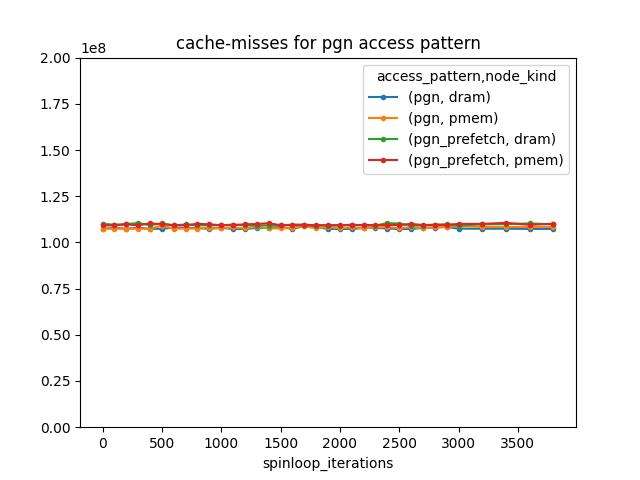 cache-misses for pgn access pattern
1e8
2.00
1.75
1.50
1.25
1.00
0.75
0.50
0.25
0.00
access_pattern,node_kind
(pgn, dram)
(pgn, pmem)
(pgn_prefetch, dram)
(pgn_prefetch, pmem)
0 500 1000 1500 2000 2500 3000 3500
spinloop_iterations